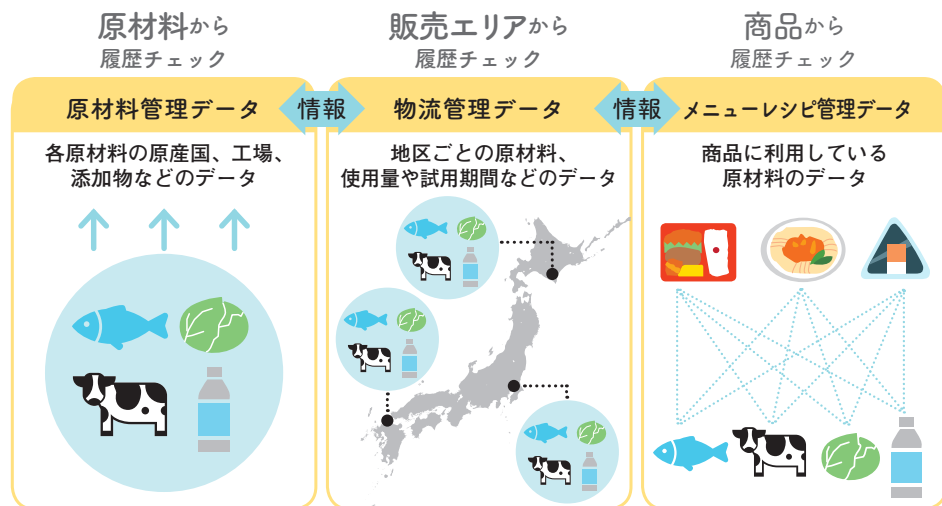 原材料から
履歴チェック
原材料管理データ
各原材料の原産国、工場、
添加物などのデータ
情報
販売エリアから
履歴チェック
物流管理データ
地区ごとの原材料、
使用量や試用期間などのデータ
情報
商品から
履歴チェック
メニューレシピ管理データ
商品に利用している
原材料のデータ